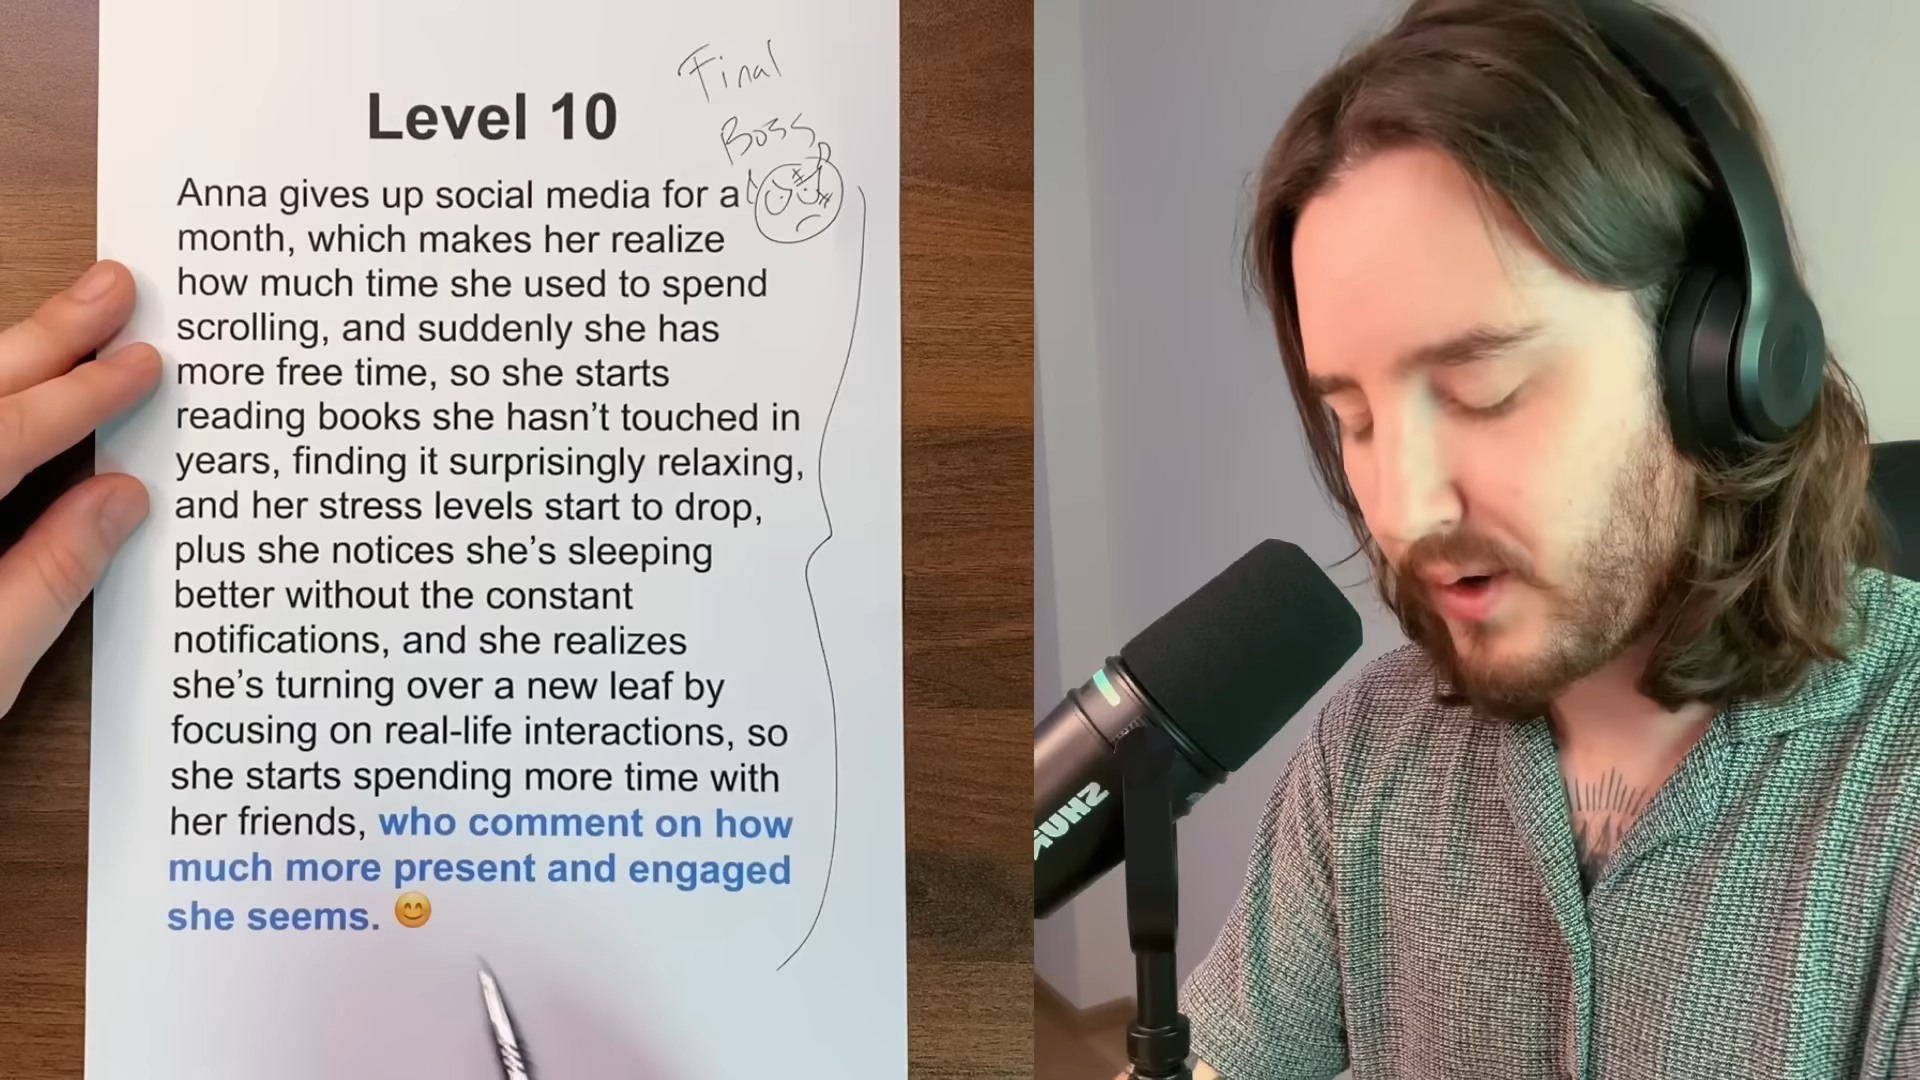 Final
Boss
Level 10
Anna gives up social media for a
month, which makes her realize
how much time she used to spend
scrolling, and suddenly she has
more free time, so she starts
reading books she hasn’t touched in
years, finding it surprisingly relaxing,
and her stress levels start to drop,
plus she notices she’s sleeping
better without the constant
notifications, and she realizes
she’s turning over a new leaf by
focusing on real-life interactions, so
she starts spending more time with
her friends, who comment on how
much more present and engaged
she seems. 😊
SHURE